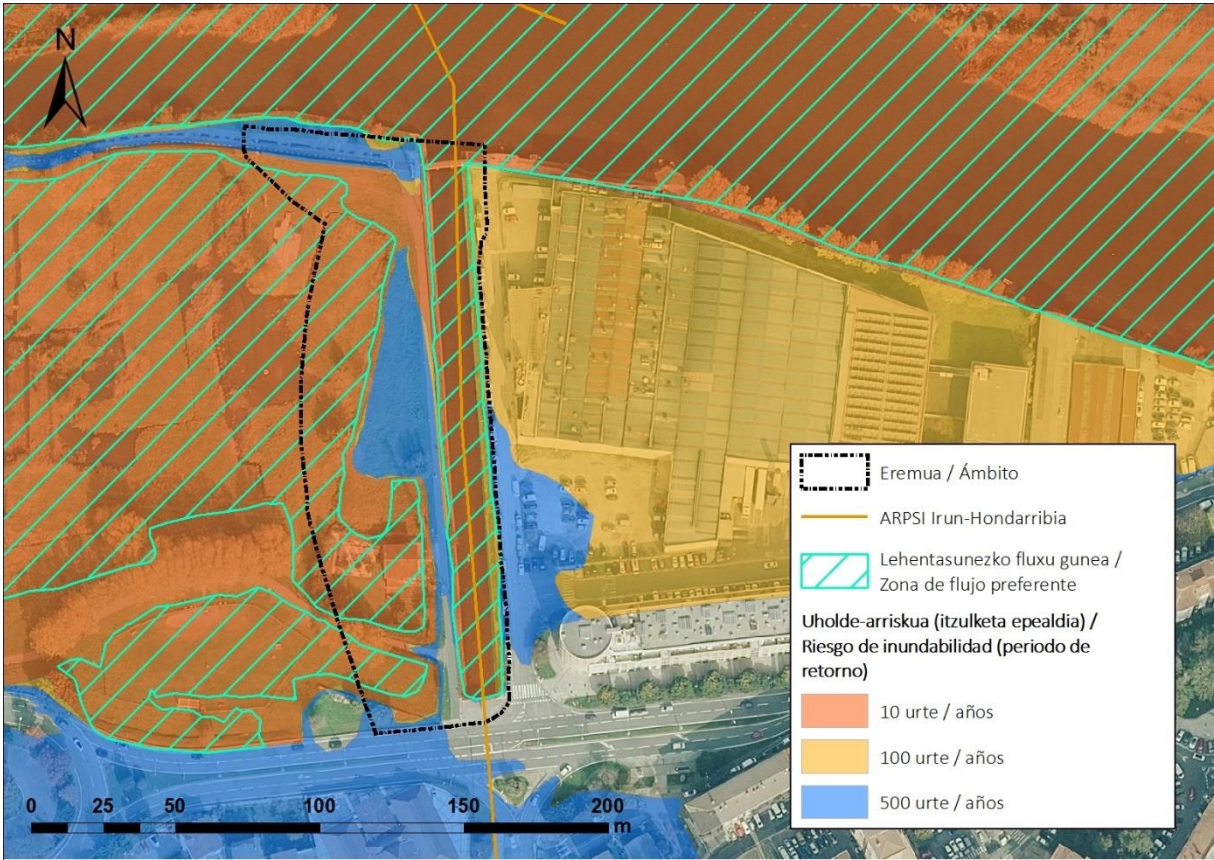 N
Eremua / Ámbito
ARPSI Irun-Hondarribia
Lehentasunezko fluxu gunea /
Zona de flujo preferente
Uholde-arriskua (itzulketa epealdia) /
Riesgo de inundabilidad (periodo de
retorno)
10 urte / años
100 urte / años
500 urte / años
0 25 50 100 150 200
m